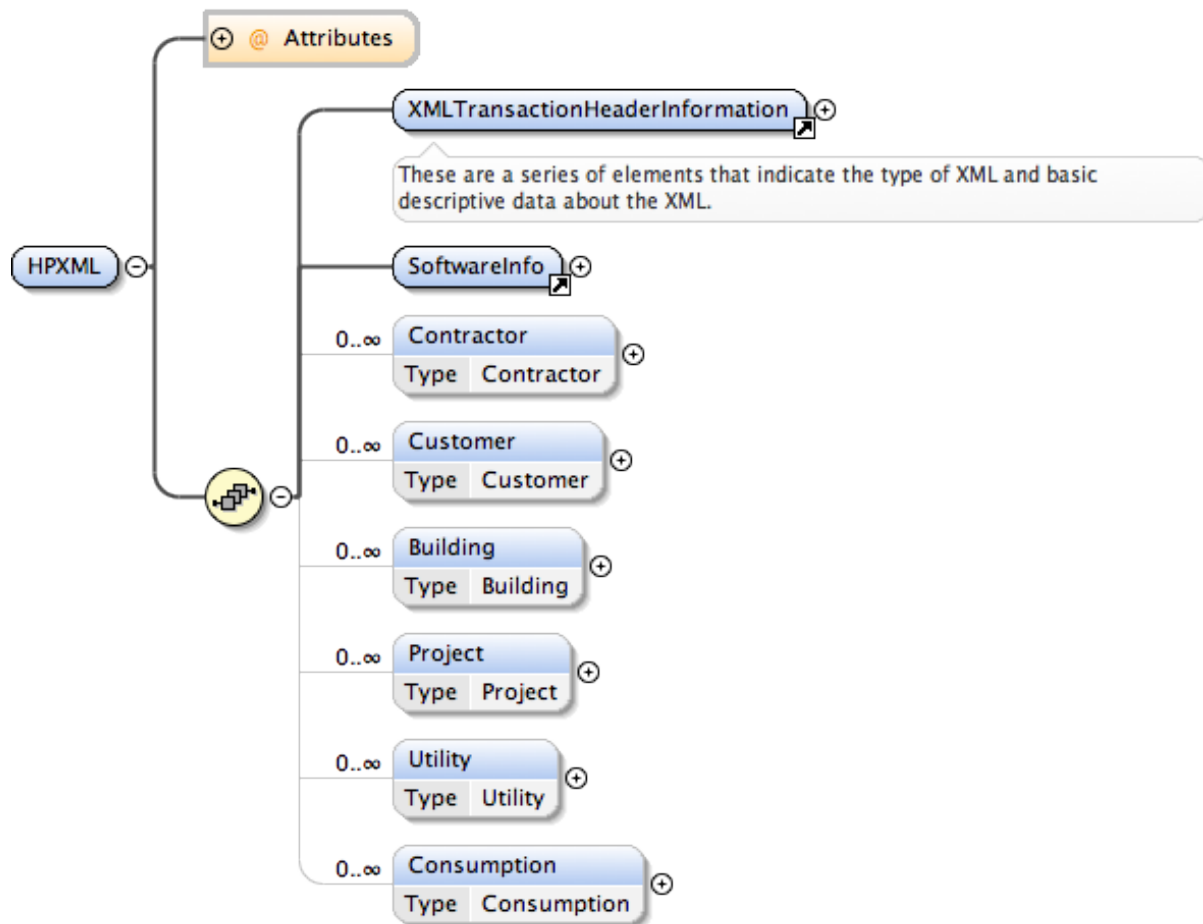 @ Attributes
XMLTransactionHeaderInformation
These are a series of elements that indicate the type of XML and basic
descriptive data about the XML.
HPXML
SoftwareInfo
0..∞ Contractor
Type Contractor
0..∞ Customer
Type Customer
0..∞ Building
Type Building
0..∞ Project
Type Project
0..∞ Utility
Type Utility
0..∞ Consumption
Type Consumption